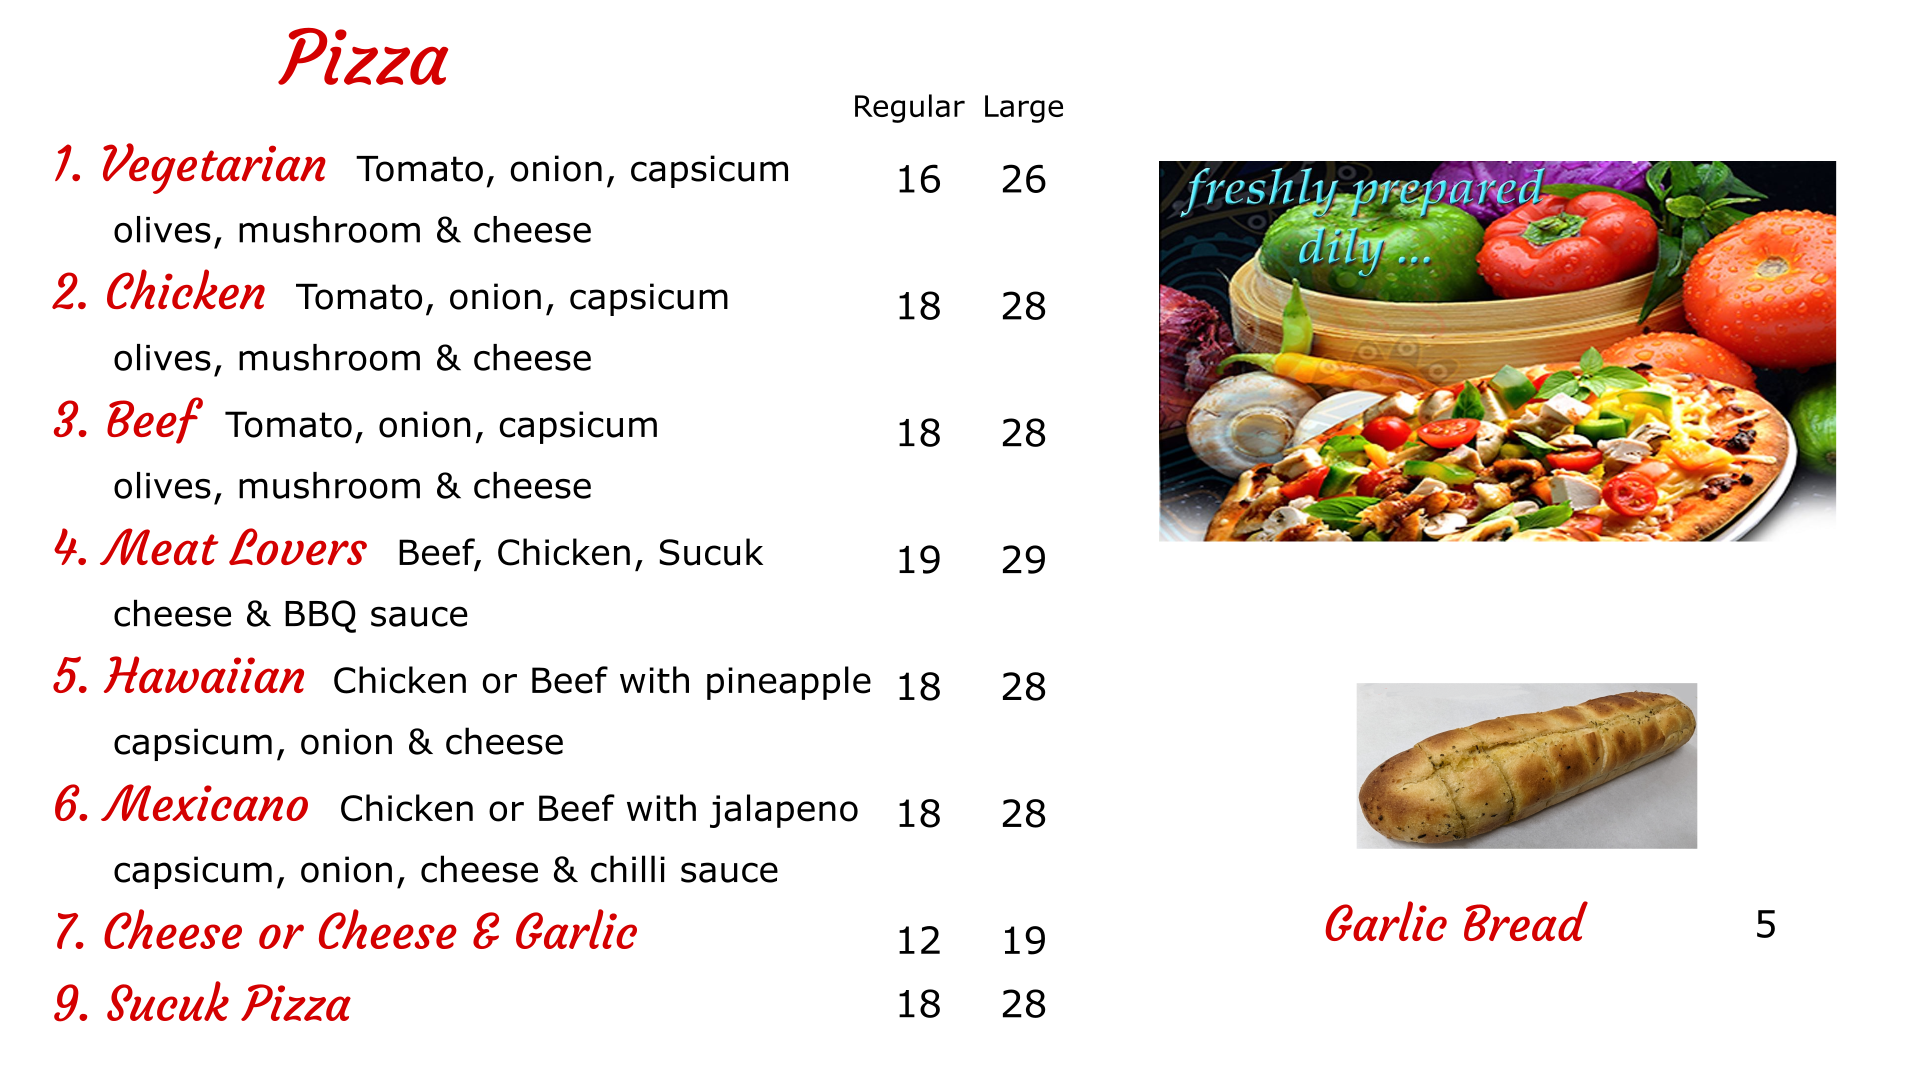 Pizza
Regular Large
1. Vegetarian Tomato, onion, capsicum 16 26
olives, mushroom & cheese
2. Chicken Tomato, onion, capsicum 18 28
olives, mushroom & cheese
3. Beef Tomato, onion, capsicum 18 28
olives, mushroom & cheese
4. Meat Lovers Beef, Chicken, Sucuk 19 29
cheese & BBQ sauce
5. Hawaiian Chicken or Beef with pineapple 18 28
capsicum, onion & cheese
6. Mexicano Chicken or Beef with jalapeno 18 28
capsicum, onion, cheese & chilli sauce
7. Cheese or Cheese & Garlic 12 19
9. Sucuk Pizza 18 28
freshly prepared
dily ...
Garlic Bread 5